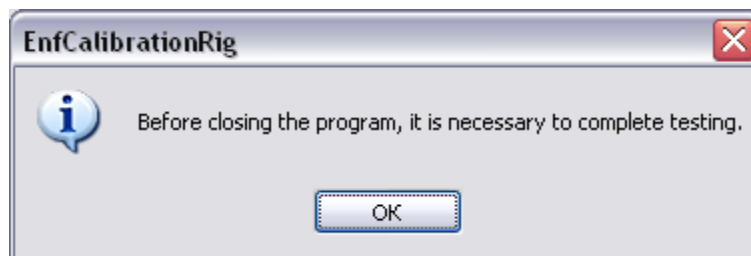 EnfCalibrationRig
Before closing the program, it is necessary to complete testing.
OK